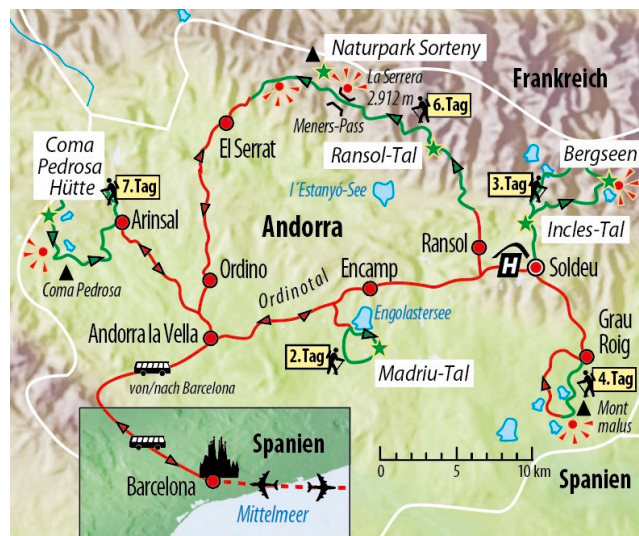 Naturpark Sorteny
La Serrera
2.912 m
Frankreich
6.Tag
Meners-Pass
El Serrat
Ransol-Tal
Coma
Pedrosa
Hütte
7.Tag
Bergseen
3.Tag
l´Estanyó-See
Arinsal
Andorra
Incles-Tal
Ransol
H
Soldeu
Coma Pedrosa
Ordino
Ordinotal
Encamp
Engolastersee
Andorra la Vella
Grau
Roig
2.Tag
Madriu-Tal
4.Tag
von/nach Barcelona
Mont
malus
Spanien
0 5 10 km
Spanien
Barcelona
Mittelmeer